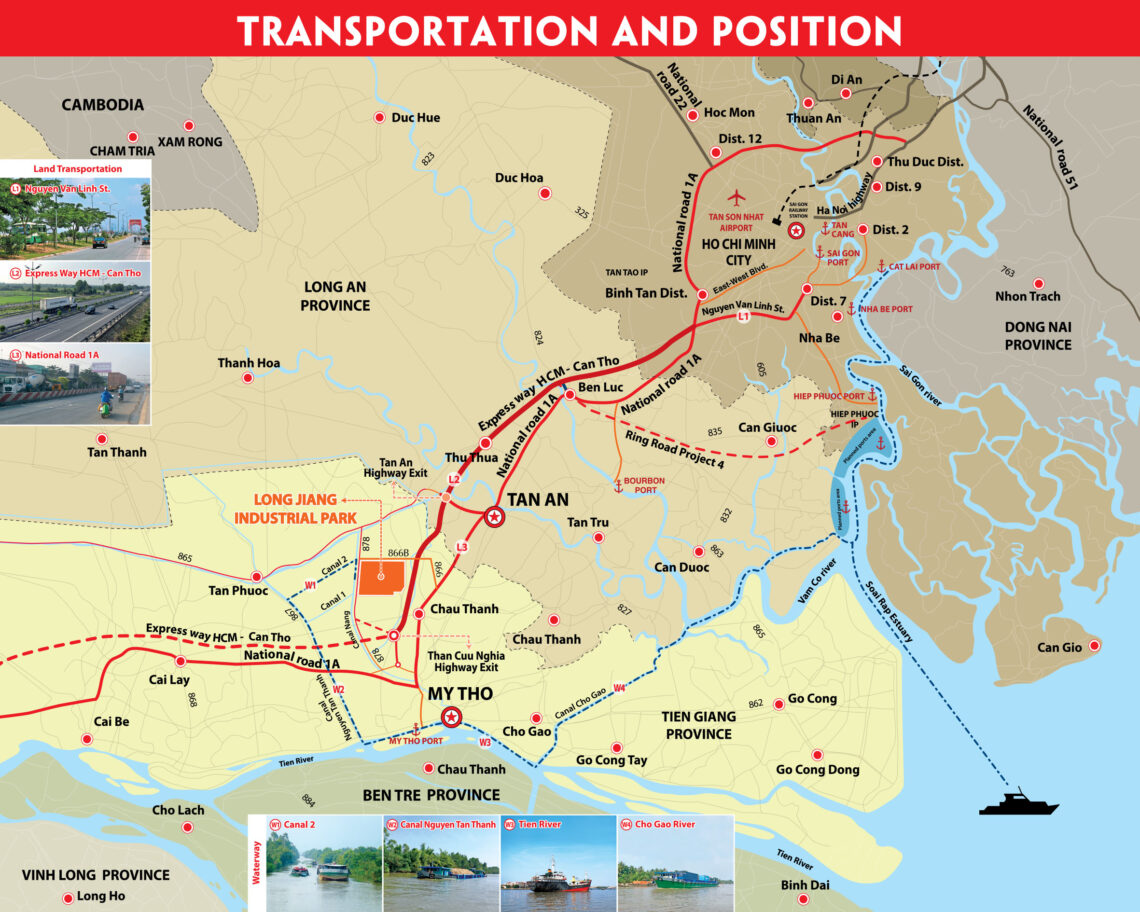 TRANSPORTATION AND POSITION
CAMBODIA
CHAM TRIA
XAM RONG
Duc Hue
823
Duc Hoa
325
National
road 22
Hoc Mon
Dist. 12
Di An
Thuan An
Thu Duc Dist.
Dist. 9
Ha Noi highway
National road 51
National road 1A
TAN SON NHAT
AIRPORT
SAI GON
RAILWAY
STATION
HO CHI MINH
CITY
TAN
CANG
Dist. 2
SAI GON
PORT
CAT LAI PORT
TAN TAO IP
East-West Blvd.
Binh Tan Dist.
Nguyen Van Linh St.
L1
Dist. 7
NHA BE PORT
Nha Be
763
Nhon Trach
DONG NAI
PROVINCE
Land Transportation
L1 Nguyen Van Linh St.
L2 Express Way HCM - Can Tho
L3 National Road 1A
LONG AN
PROVINCE
824
Thanh Hoa
Express way HCM - Can Tho
Ben Luc
National road 1A
National road 1A
605
Sai Gon river
HIEP PHUOC PORT
HIEP PHUOC
IP
Planned ports area
Planned ports area
835
Can Giuoc
Ring Road Project 4
Tan Thanh
Thu Thua
Tan An
Highway Exit
L2
BOURBON
PORT
LONG JIANG
INDUSTRIAL PARK
TAN AN
Tan Tru
832
863
Can Duoc
L3
878
866B
866
865
Tan Phuoc
Canal 2
W1
Canal 1
867
Canal Nang
Chau Thanh
827
Chau Thanh
Vam Co river
Soai Rap Estuary
865
Express way HCM - Can Tho
National road 1A
878
Than Cuu Nghia
Highway Exit
Can Gio
Cai Lay
868
W2
Canal
Nguyen Tan Thanh
MY THO
Canal Cho Gao
W4
Cai Be
MY THO PORT
W3
Cho Gao
TIEN GIANG
PROVINCE
862
Go Cong
Go Cong Tay
Go Cong Dong
Tien River
Chau Thanh
BEN TRE PROVINCE
884
Cho Lach
VINH LONG PROVINCE
Long Ho
Waterway
W1 Canal 2
W2 Canal Nguyen Tan Thanh
W3 Tien River
W4 Cho Gao River
Tien River
Binh Dai